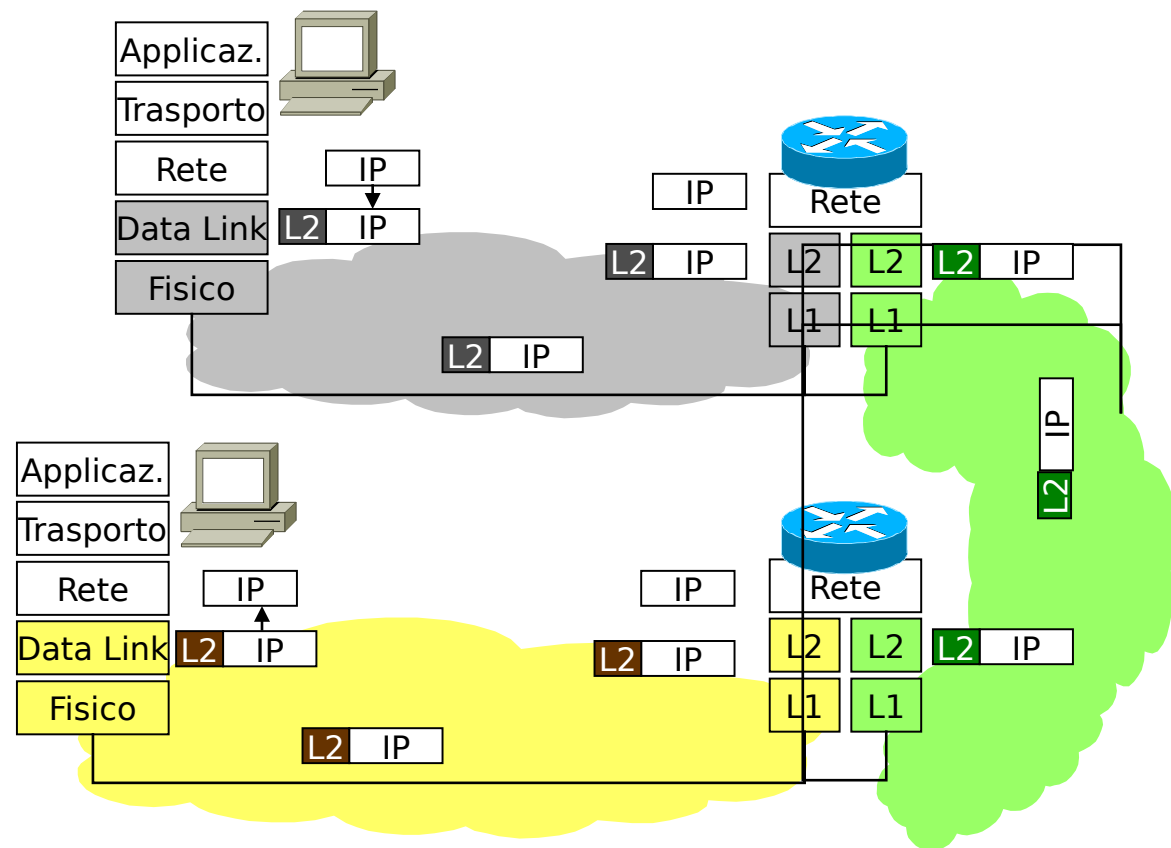 Applicaz.
Trasporto
Rete
Data Link
Fisico
IP
L2 IP
L2 IP
IP
L2 IP
Rete
L2 L2
L1 L1
L2 IP
L2 IP
Applicaz.
Trasporto
Rete
Data Link
Fisico
IP
L2 IP
L2 IP
IP
L2 IP
Rete
L2 L2
L1 L1
L2 IP